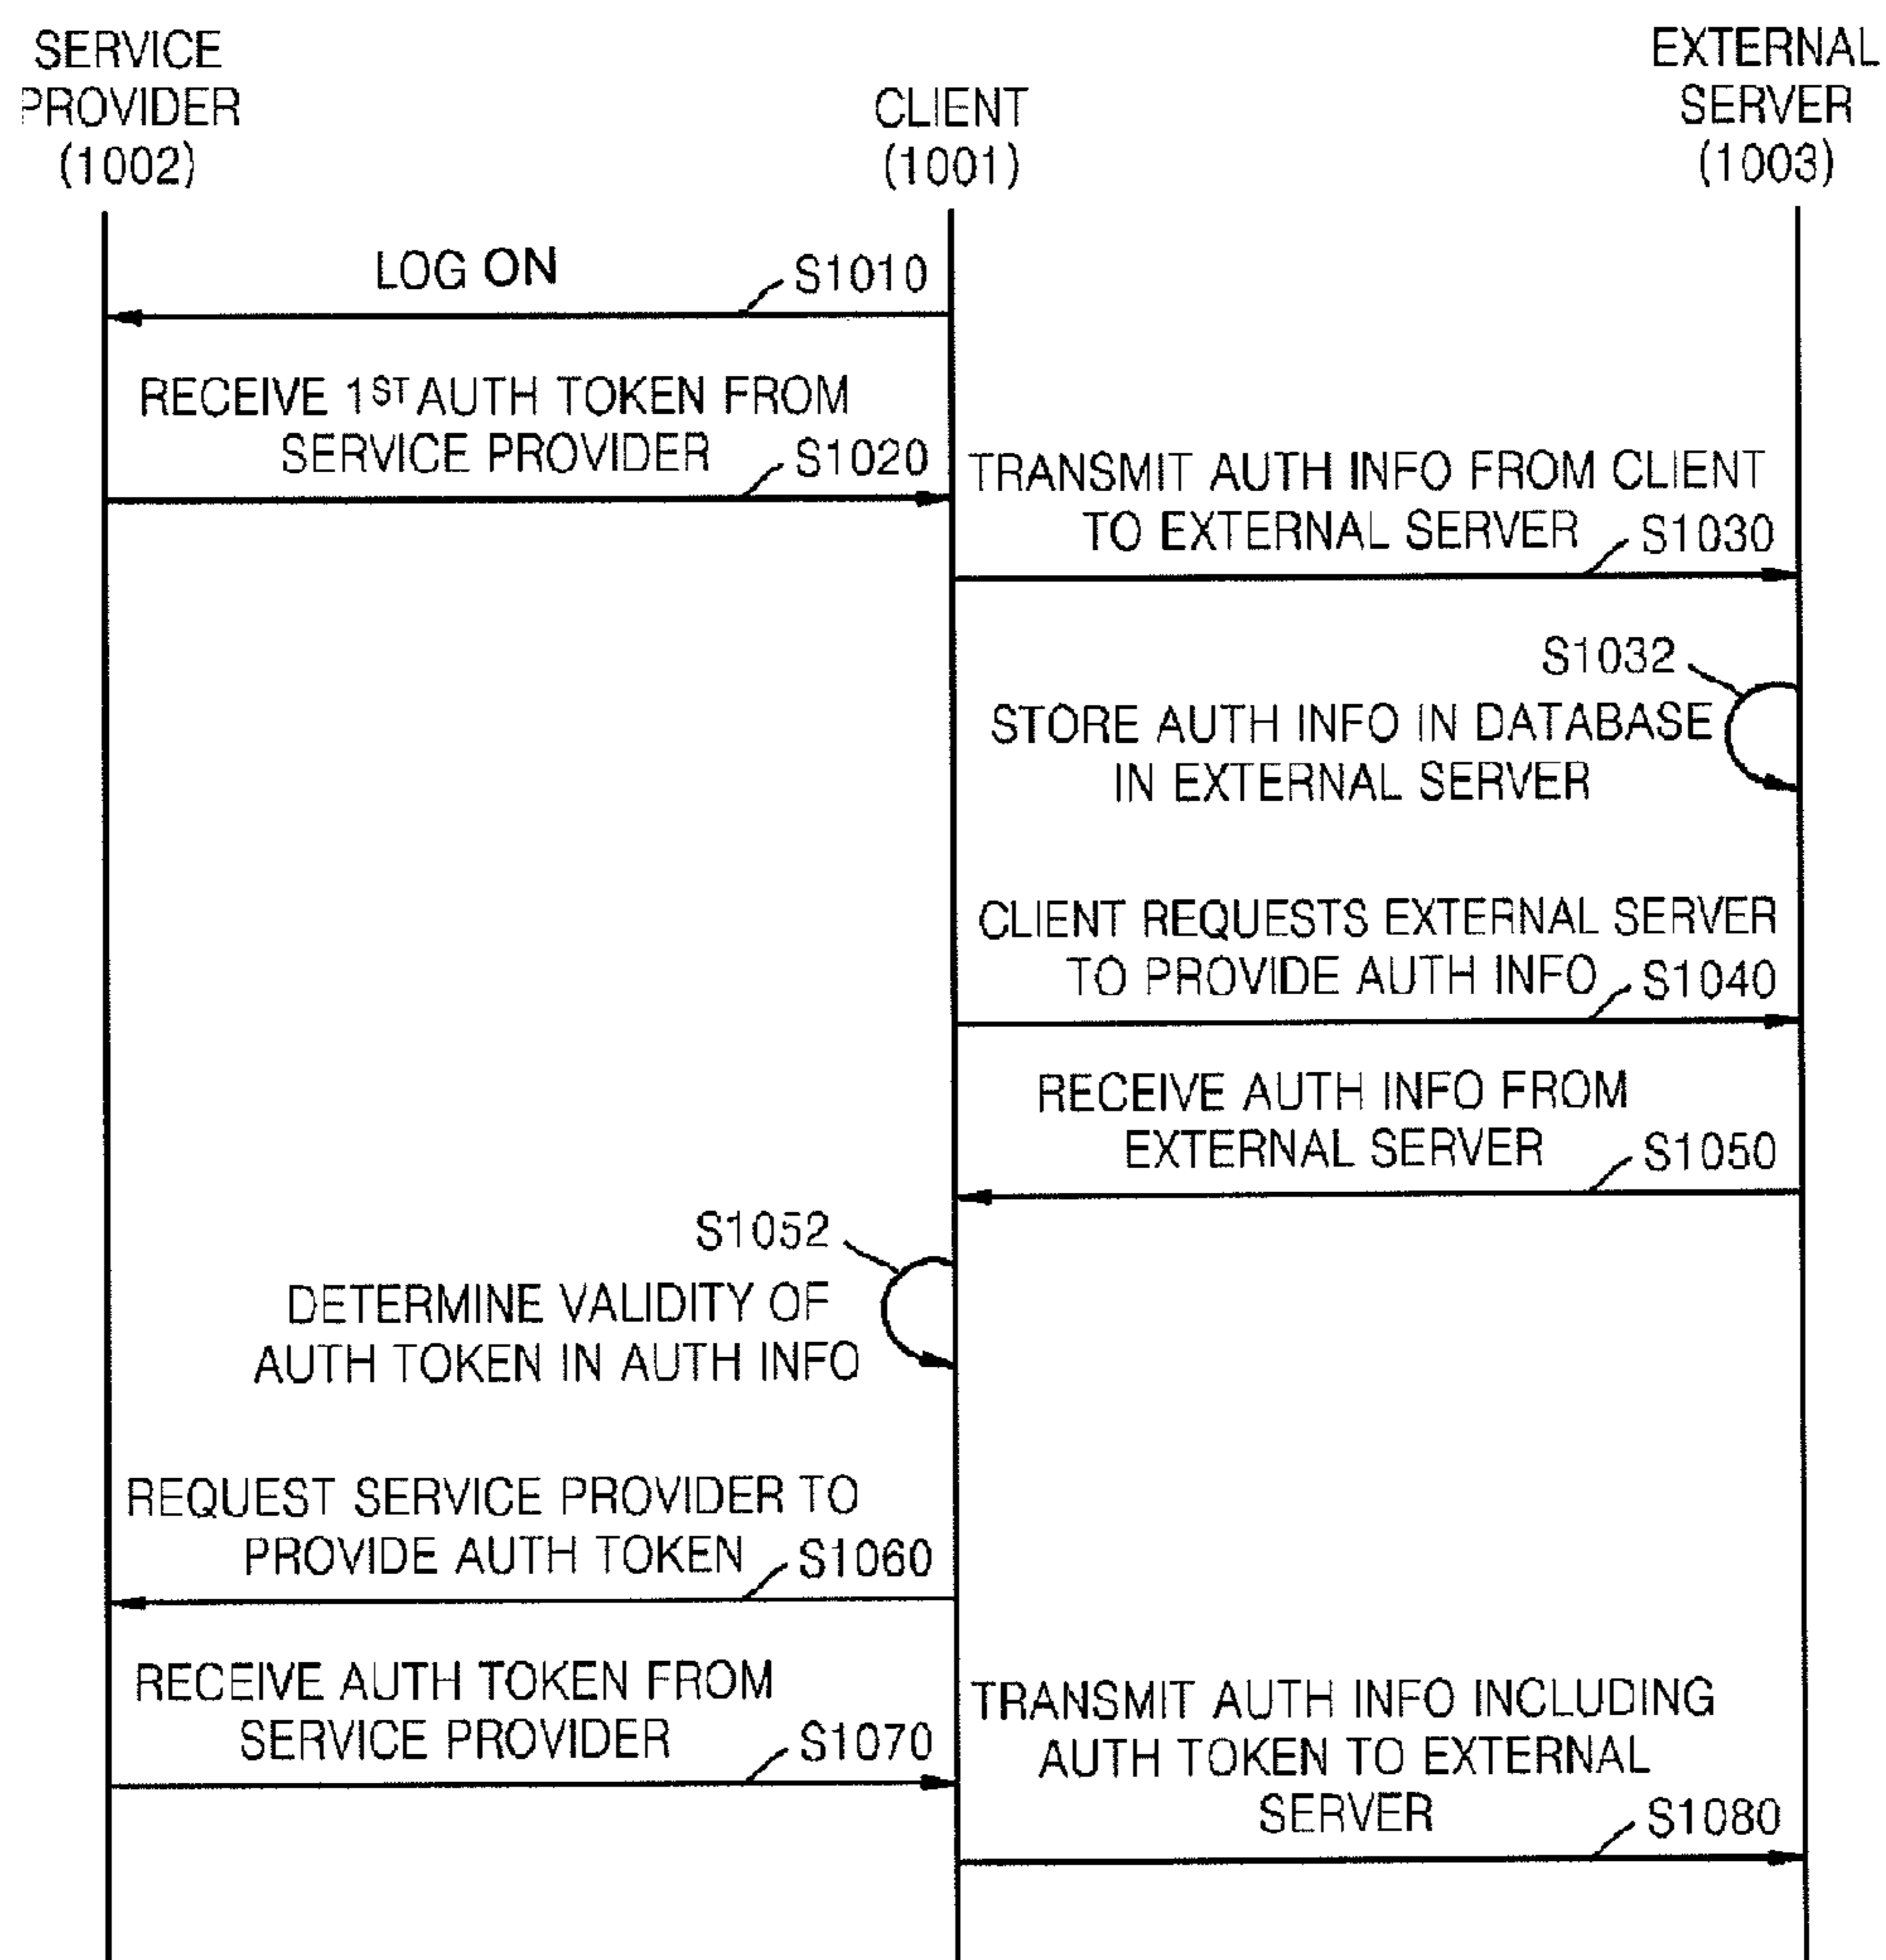 SERVICE
PROVIDER
(1002)
CLIENT
(1001)
EXTERNAL
SERVER
(1003)
LOG ON
S1010
RECEIVE 1ST AUTH TOKEN FROM
SERVICE PROVIDER
S1020
TRANSMIT AUTH INFO FROM CLIENT
TO EXTERNAL SERVER
S1030
S1032
STORE AUTH INFO IN DATABASE
IN EXTERNAL SERVER
CLIENT REQUESTS EXTERNAL SERVER
TO PROVIDE AUTH INFO
S1040
RECEIVE AUTH INFO FROM
EXTERNAL SERVER
S1050
S1052
DETERMINE VALIDITY OF
AUTH TOKEN IN AUTH INFO
REQUEST SERVICE PROVIDER TO
PROVIDE AUTH TOKEN
S1060
RECEIVE AUTH TOKEN FROM
SERVICE PROVIDER
S1070
TRANSMIT AUTH INFO INCLUDING
AUTH TOKEN TO EXTERNAL
SERVER
S1080